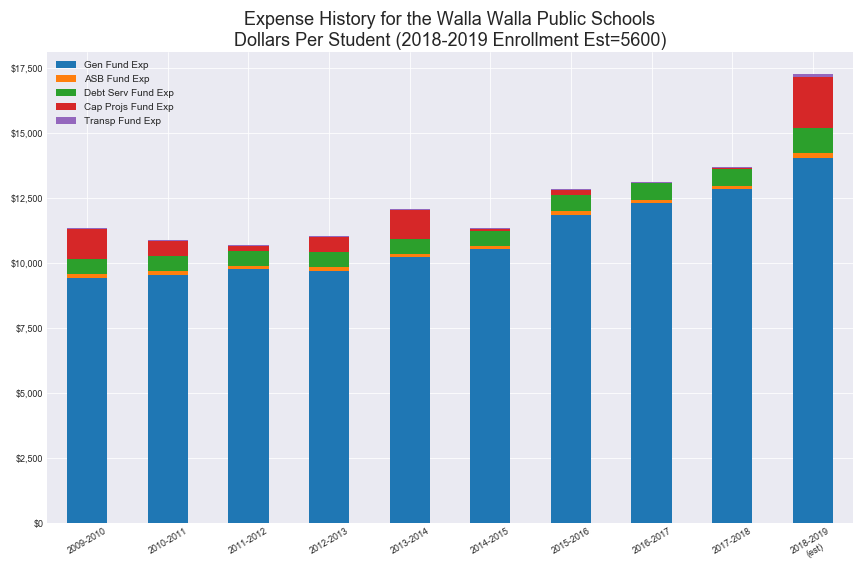 Expense History for the Walla Walla Public Schools
Dollars Per Student (2018-2019 Enrollment Est=5600)
Gen Fund Exp
ASB Fund Exp
Debt Serv Fund Exp
Cap Projs Fund Exp
Transp Fund Exp
$17,500
$15,000
$12,500
$10,000
$7,500
$5,000
$2,500
$0
2009-2010
2010-2011
2011-2012
2012-2013
2013-2014
2014-2015
2015-2016
2016-2017
2017-2018
2018-2019
(est)